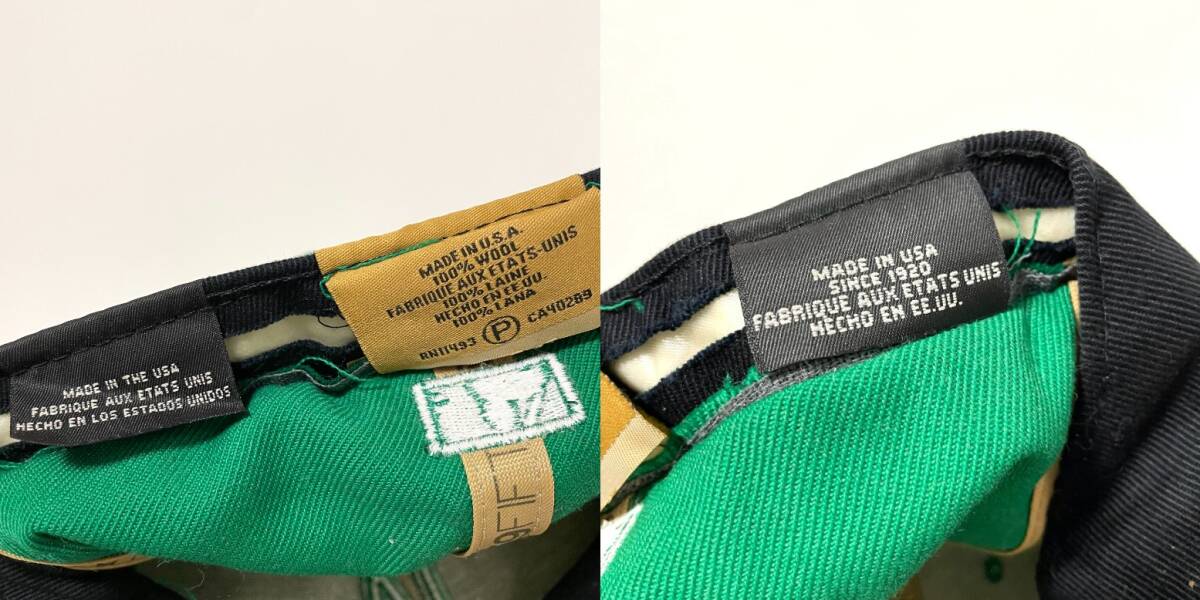 MADE IN THE USA
FABRIQUE AUX ETATS UNIS
HECHO EN LOS ESTADOS UNIDOS
MADE IN U.S.A.
100% WOOL
FABRIQUE AUX ETATS-UNIS
100% LAINE
HECHO EN EE.UU.
100% LANA
RN11493 P CA40289
9FIFT
MADE IN USA
SINCE 1920
FABRIQUE AUX ETATS UNIS
HECHO EN EE.UU.